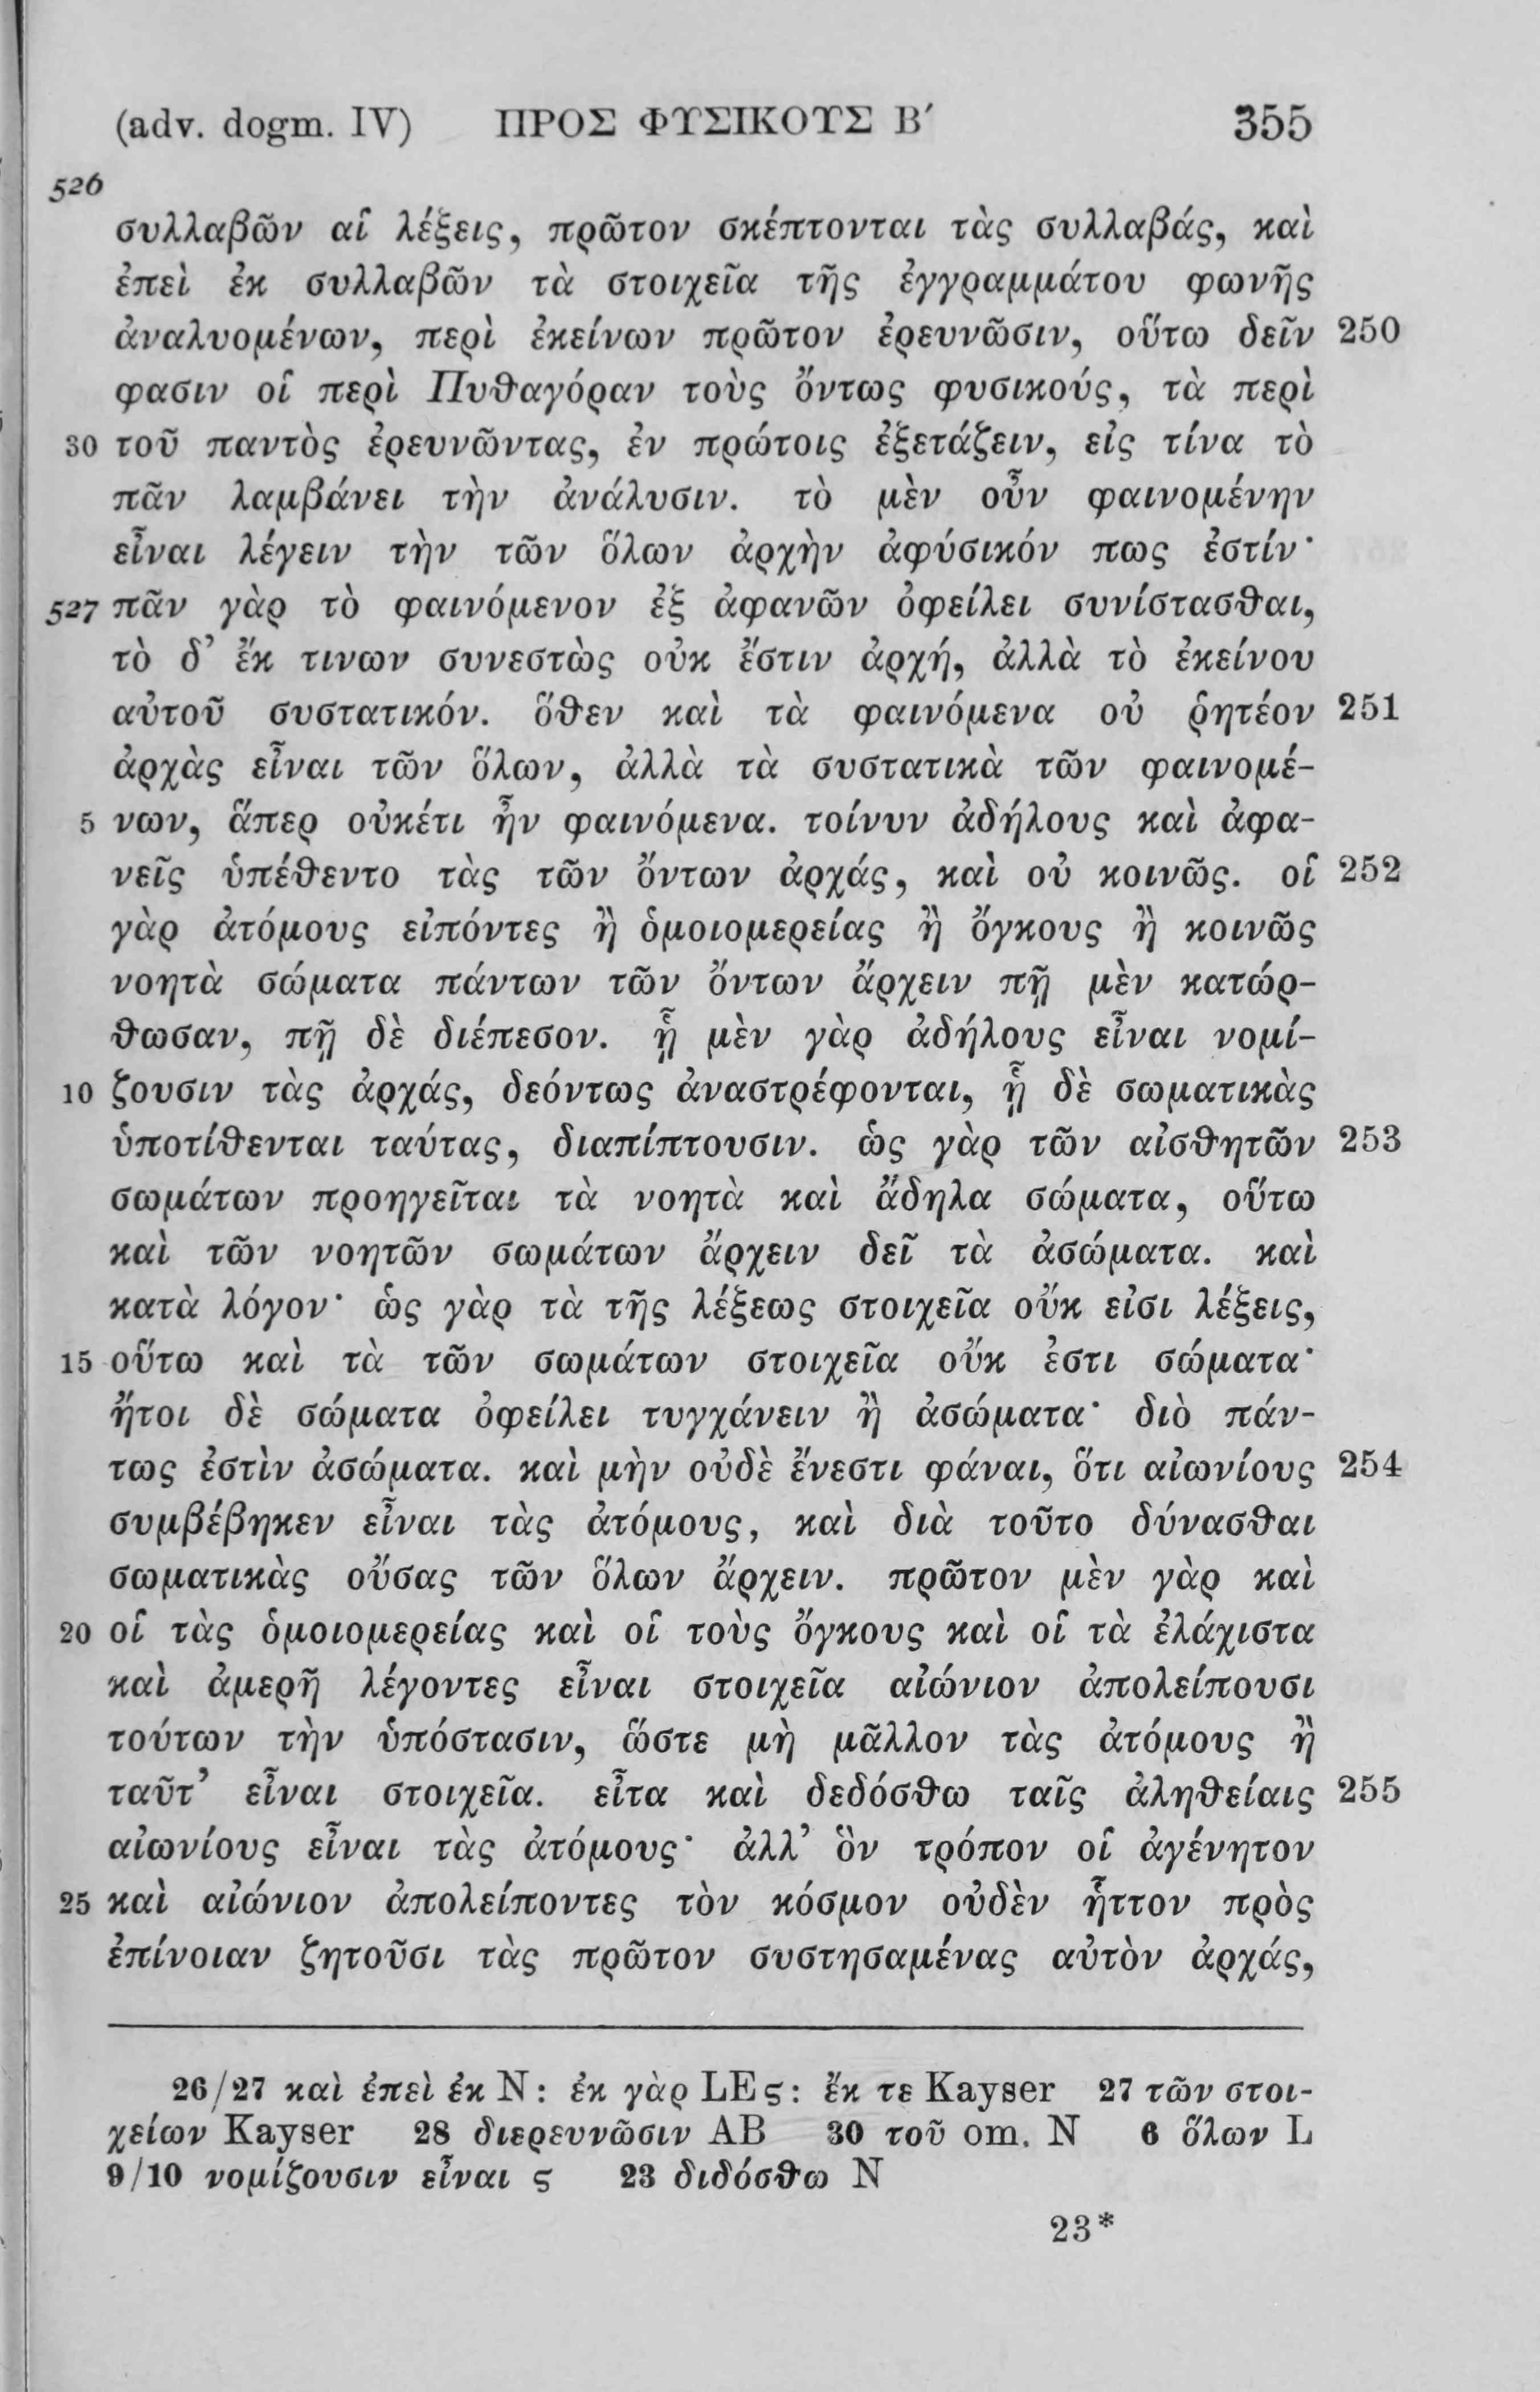 (adv. dogm. IV) ΠΡΟΣ ΦΥΣΙΚΟΥΣ Β′ 355
526
συλλαβῶν αἱ λέξεις, πρῶτον σκέπτονται τὰς συλλαβάς, καὶ
ἐπεὶ ἐκ συλλαβῶν τὰ στοιχεῖα τῆς ἐγγραμμάτου φωνῆς
ἀναλυομένων, περὶ ἐκείνων πρῶτον ἐρευνῶσιν, οὕτω δεῖν 250
φασιν οἱ περὶ Πυθαγόραν τοὺς ὄντως φυσικούς, τὰ περὶ
30 τοῦ παντὸς ἐρευνῶντας, ἐν πρώτοις ἐξετάζειν, εἰς τίνα τὸ
πᾶν λαμβάνει τὴν ἀνάλυσιν. τὸ μὲν οὖν φαινομένην
εἶναι λέγειν τὴν τῶν ὅλων ἀρχὴν ἀφύσικόν πως ἐστίν·
527 πᾶν γὰρ τὸ φαινόμενον ἐξ ἀφανῶν ὀφείλει συνίστασθαι,
τὸ δ’ ἔκ τινων συνεστὼς οὐκ ἔστιν ἀρχή, ἀλλὰ τὸ ἐκείνου
αὐτοῦ συστατικόν. ὅθεν καὶ τὰ φαινόμενα οὐ ῥητέον 251
ἀρχὰς εἶναι τῶν ὅλων, ἀλλὰ τὰ συστατικὰ τῶν φαινομέ-
5 νων, ἅπερ οὐκέτι ἦν φαινόμενα. τοίνυν ἀδήλους καὶ ἀφα-
νεῖς ὑπέθεντο τὰς τῶν ὄντων ἀρχάς, καὶ οὐ κοινῶς. οἱ 252
γὰρ ἀτόμους εἰπόντες ἢ ὁμοιομερείας ἢ ὄγκους ἢ κοινῶς
νοητὰ σώματα πάντων τῶν ὄντων ἄρχειν πῇ μὲν κατώρ-
θωσαν, πῇ δὲ διέπεσον. ᾗ μὲν γὰρ ἀδήλους εἶναι νομί-
10 ζουσιν τὰς ἀρχάς, δεόντως ἀναστρέφονται, ᾗ δὲ σωματικὰς
ὑποτίθενται ταύτας, διαπίπτουσιν. ὡς γὰρ τῶν αἰσθητῶν 253
σωμάτων προηγεῖται τὰ νοητὰ καὶ ἄδηλα σώματα, οὕτω
καὶ τῶν νοητῶν σωμάτων ἄρχειν δεῖ τὰ ἀσώματα. καὶ
κατὰ λόγον· ὡς γὰρ τὰ τῆς λέξεως στοιχεῖα οὔκ εἰσι λέξεις,
15 οὕτω καὶ τὰ τῶν σωμάτων στοιχεῖα οὔκ ἐστι σώματα·
ἤτοι δὲ σώματα ὀφείλει τυγχάνειν ἢ ἀσώματα· διὸ πάν-
τως ἐστὶν ἀσώματα. καὶ μὴν οὐδὲ ἔνεστι φάναι, ὅτι αἰωνίους 254
συμβέβηκεν εἶναι τὰς ἀτόμους, καὶ διὰ τοῦτο δύνασθαι
σωματικὰς οὔσας τῶν ὅλων ἄρχειν. πρῶτον μὲν γὰρ καὶ
20 οἱ τὰς ὁμοιομερείας καὶ οἱ τοὺς ὄγκους καὶ οἱ τὰ ἐλάχιστα
καὶ ἀμερῆ λέγοντες εἶναι στοιχεῖα αἰώνιον ἀπολείπουσι
τούτων τὴν ὑπόστασιν, ὥστε μὴ μᾶλλον τὰς ἀτόμους ἢ
ταῦτ’ εἶναι στοιχεῖα. εἶτα καὶ δεδόσθω ταῖς ἀληθείαις 255
αἰωνίους εἶναι τὰς ἀτόμους· ἀλλ’ ὃν τρόπον οἱ ἀγένητον
25 καὶ αἰώνιον ἀπολείποντες τὸν κόσμον οὐδὲν ἧττον πρὸς
ἐπίνοιαν ζητοῦσι τὰς πρῶτον συστησαμένας αὐτὸν ἀρχάς,
26/27 καὶ ἐπεὶ ἐκ N: ἐκ γὰρ LEς: ἔκ τε Kayser 27 τῶν στοι-
χείων Kayser 28 διερευνῶσιν AB 30 τοῦ om. N 6 ὅλων L
9/10 νομίζουσιν εἶναι ς 23 διδόσθω N
23*